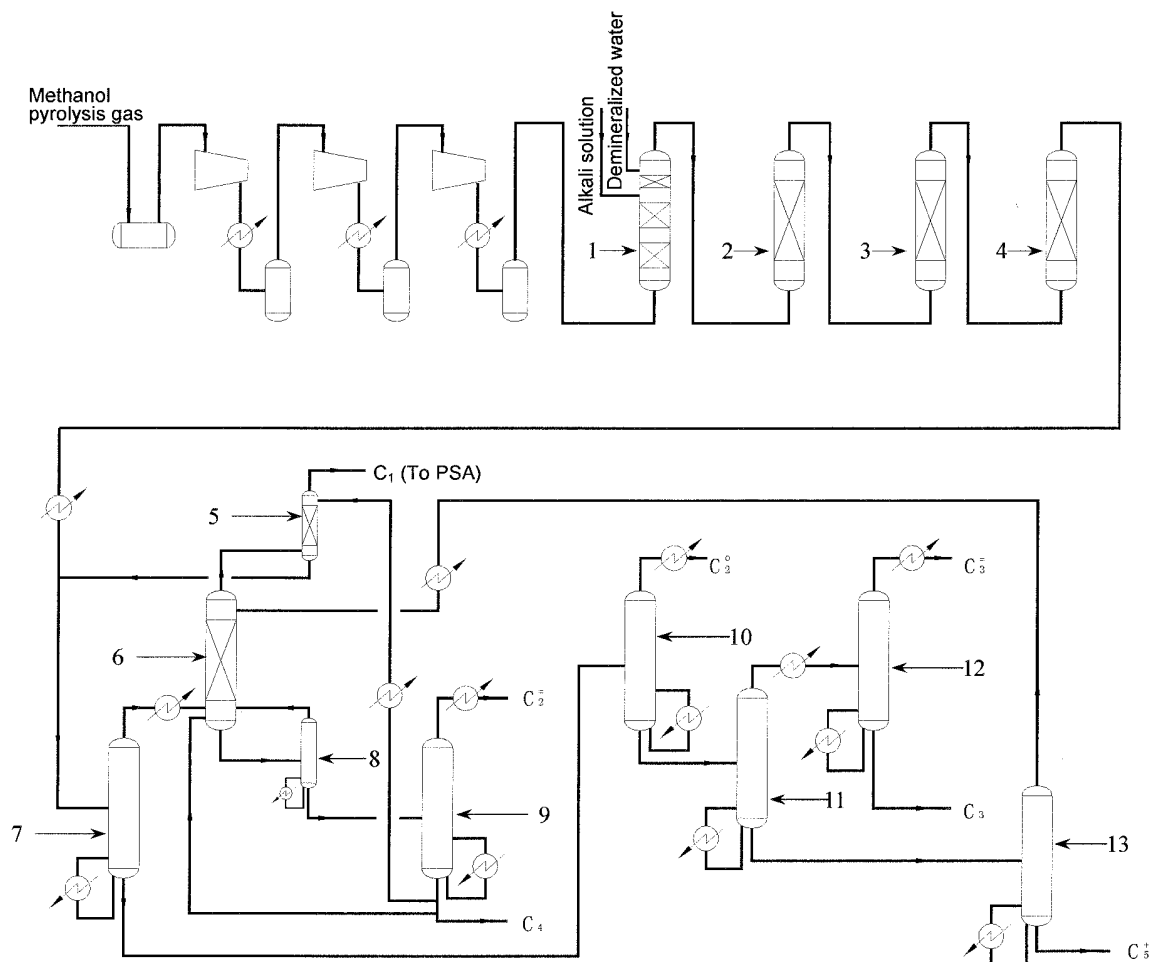 Methanol
pyrolysis gas
Alkali solution
Demineralized water
1
2
3
4
C₁ (To PSA)
5
6
7
8
9
C₂⁼
C₄
10
C₂⁰
11
12
C₃⁼
C₃
13
C₅⁺